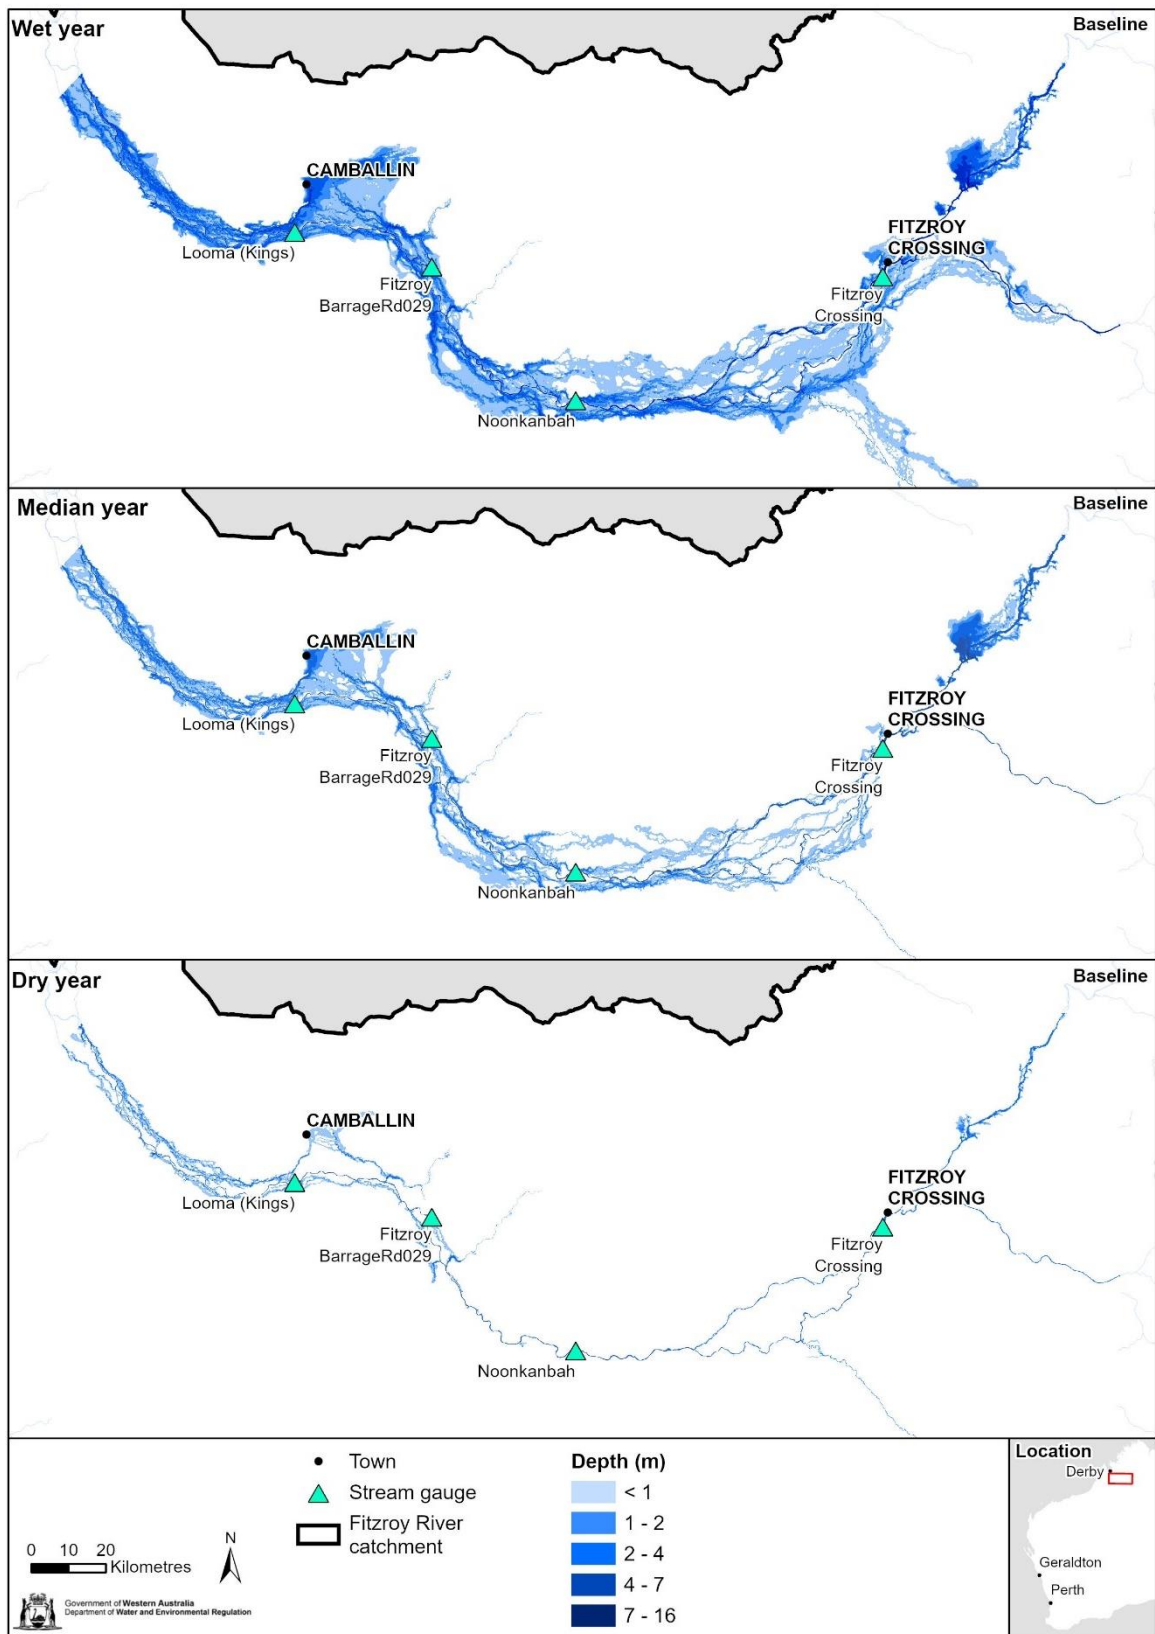 Wet year
Baseline
CAMBALLIN
Looma (Kings)
Fitzroy
BarrageRd029
Noonkanbah
FITZROY
CROSSING
Fitzroy
Crossing
Median year
Baseline
CAMBALLIN
Looma (Kings)
Fitzroy
BarrageRd029
Noonkanbah
FITZROY
CROSSING
Fitzroy
Crossing
Dry year
Baseline
CAMBALLIN
Looma (Kings)
Fitzroy
BarrageRd029
Noonkanbah
FITZROY
CROSSING
Fitzroy
Crossing
Town
Stream gauge
Fitzroy River
catchment
0 10 20
Kilometres
N
Government of Western Australia
Department of Water and Environmental Regulation
Depth (m)
< 1
1 - 2
2 - 4
4 - 7
7 - 16
Location
Derby
Geraldton
Perth